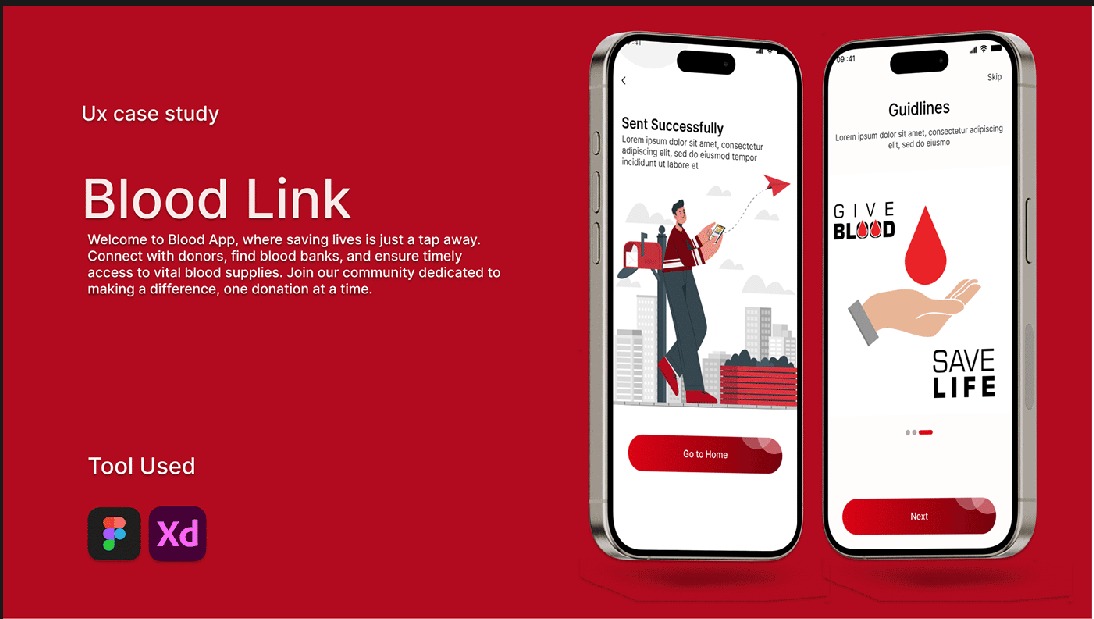 Ux case study
Blood Link
Welcome to Blood App, where saving lives is just a tap away.
Connect with donors, find blood banks, and ensure timely
access to vital blood supplies. Join our community dedicated to
making a difference, one donation at a time.
Tool Used
Xd
Sent Successfully
Lorem ipsum dolor sit amet, consectetur
adipiscing elit, sed do eiusmod tempor
incididunt ut labore et
Go to Home
09:41
Skip
Guidlines
Lorem ipsum dolor sit amet, consectetur adipiscing
elit, sed do eiusmo
GIVE
BLOOD
SAVE
LIFE
Next